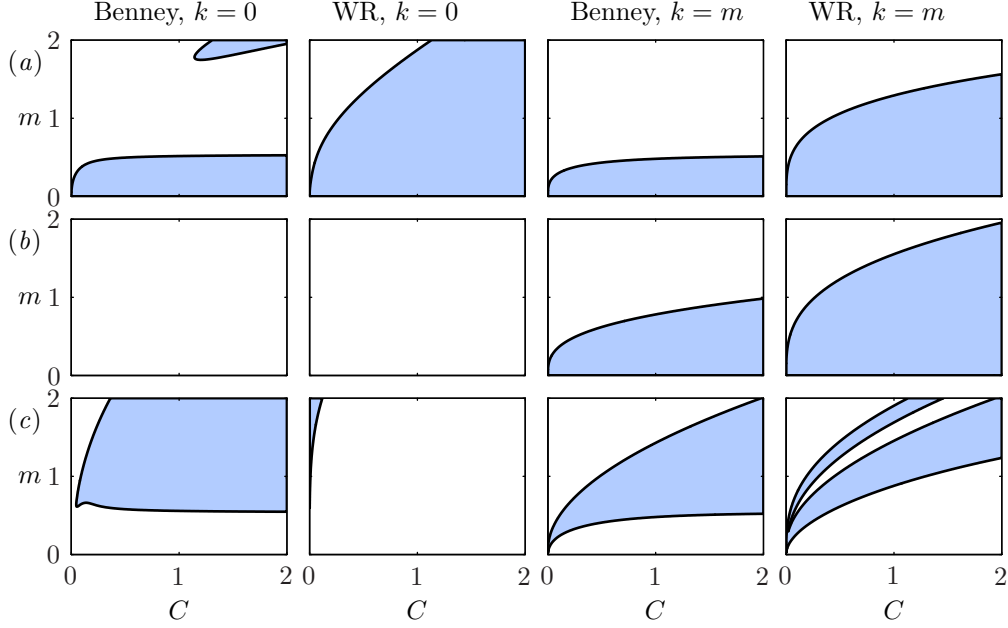 Benney, k = 0 WR, k = 0 Benney, k = m WR, k = m
(a)
2
m 1
0
(b)
2
m 1
0
(c)
2
m 1
0
0 1 2 0 1 2 0 1 2 0 1 2
C C C C